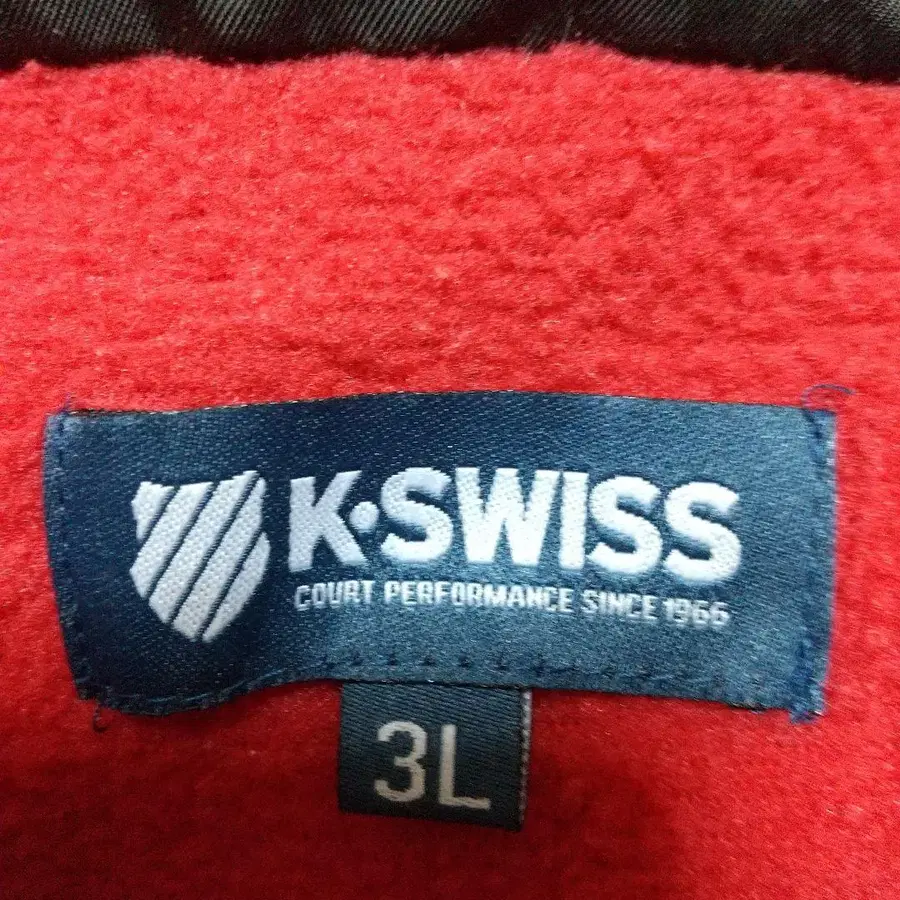 K·SWISS
COURT PERFORMANCE SINCE 1966
3L